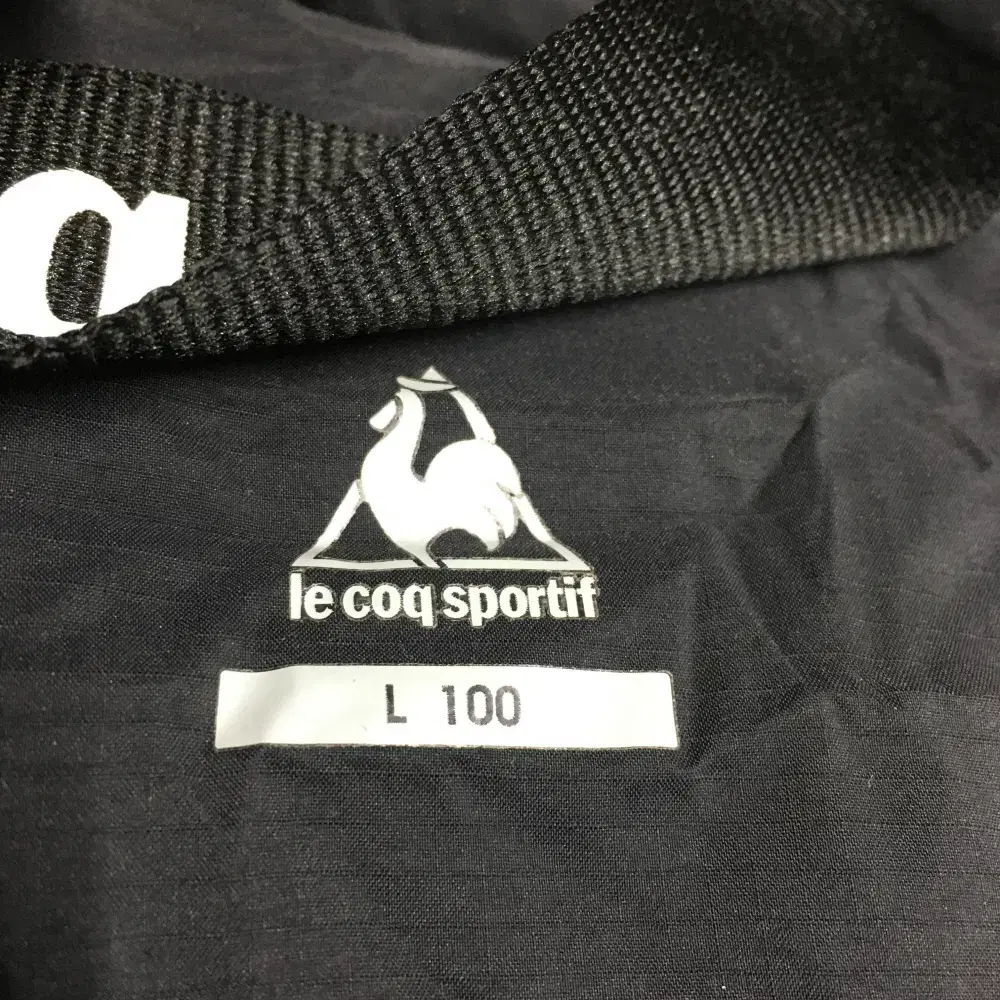 q
le coq sportif
L 100